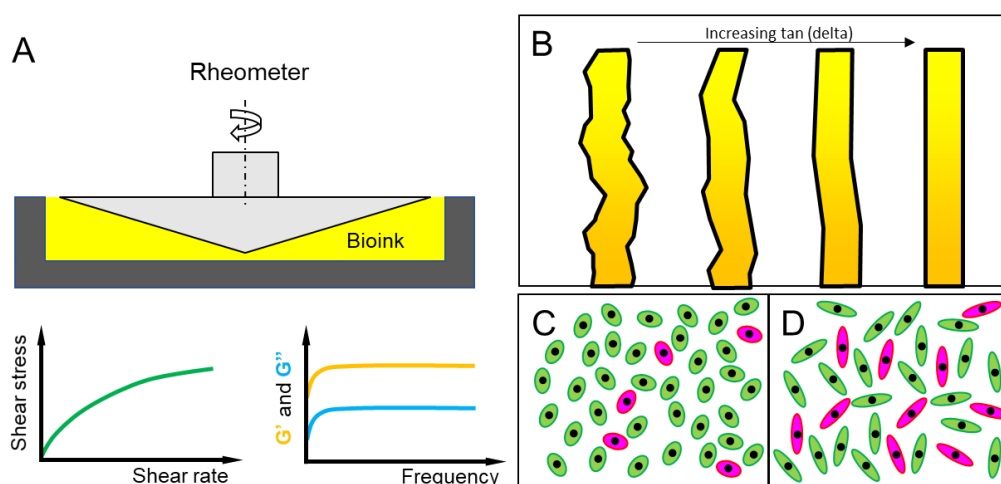 A
Rheometer
Bioink
Shear stress
Shear rate
G' and G''
Frequency
B
Increasing tan (delta)
C
D